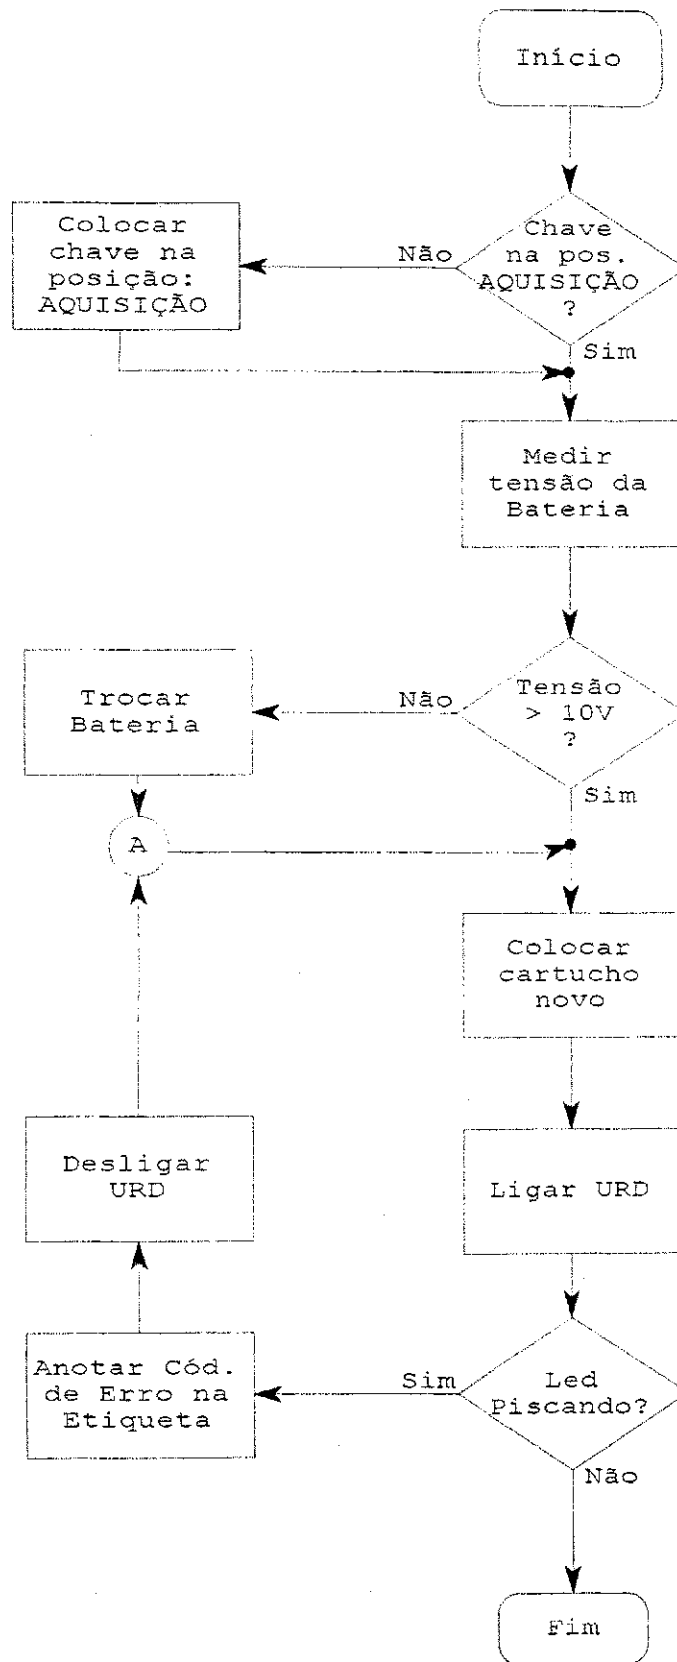 Início
Chave
na pos.
AQUISIÇÃO
?
Não
Colocar
chave na
posição:
AQUISIÇÃO
Sim
Medir
tensão da
Bateria
Tensão
> 10V
?
Não
Trocar
Bateria
Sim
A
Colocar
cartucho
novo
Ligar URD
Desligar
URD
Led
Piscando?
Sim
Anotar Cód.
de Erro na
Etiqueta
Não
Fim